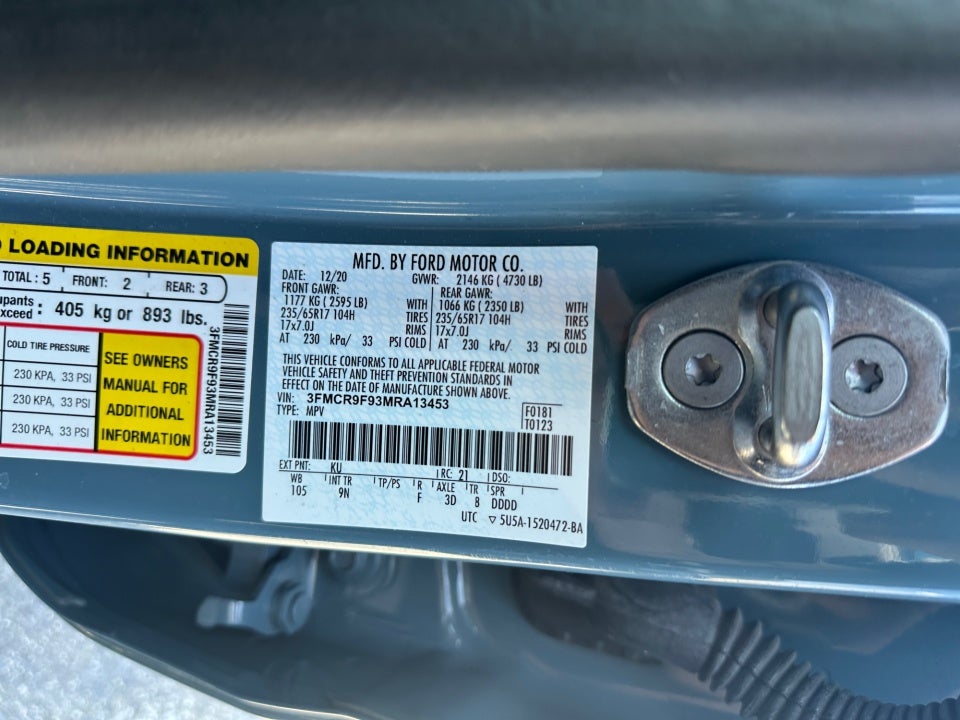 LOADING INFORMATION
TOTAL : 5 FRONT: 2 REAR: 3
upants
xceed : 405 kg or 893 lbs.
COLD TIRE PRESSURE
230 KPA, 33 PSI
230 KPA, 33 PSI
230 KPA, 33 PSI
SEE OWNERS
MANUAL FOR
ADDITIONAL
INFORMATION
3FMCR9F93MRA13453
MFD. BY FORD MOTOR CO.
DATE: 12/20 GVWR: 2146 KG ( 4730 LB)
FRONT GAWR: REAR GAWR:
1177 KG (2595 LB) WITH 1066 KG ( 2350 LB) WITH
235/65R17 104H TIRES 235/65R17 104H TIRES
17x7.0J RIMS 17x7.0J RIMS
AT 230 kPa/ 33 PSI COLD AT 230 kPa/ 33 PSI COLD
THIS VEHICLE CONFORMS TO ALL APPLICABLE FEDERAL MOTOR
VEHICLE SAFETY AND THEFT PREVENTION STANDARDS IN
EFFECT ON THE DATE OF MANUFACTURE SHOWN ABOVE.
VIN: 3FMCR9F93MRA13453
TYPE: MPV
F0181
T0123
EXT PNT: KU RC: 21 DSO:
WB INT TR TP/PS R AXLE TR SPR
105 9N F 3D 8 DDDD
UTC ▽ 5U5A-1520472-BA